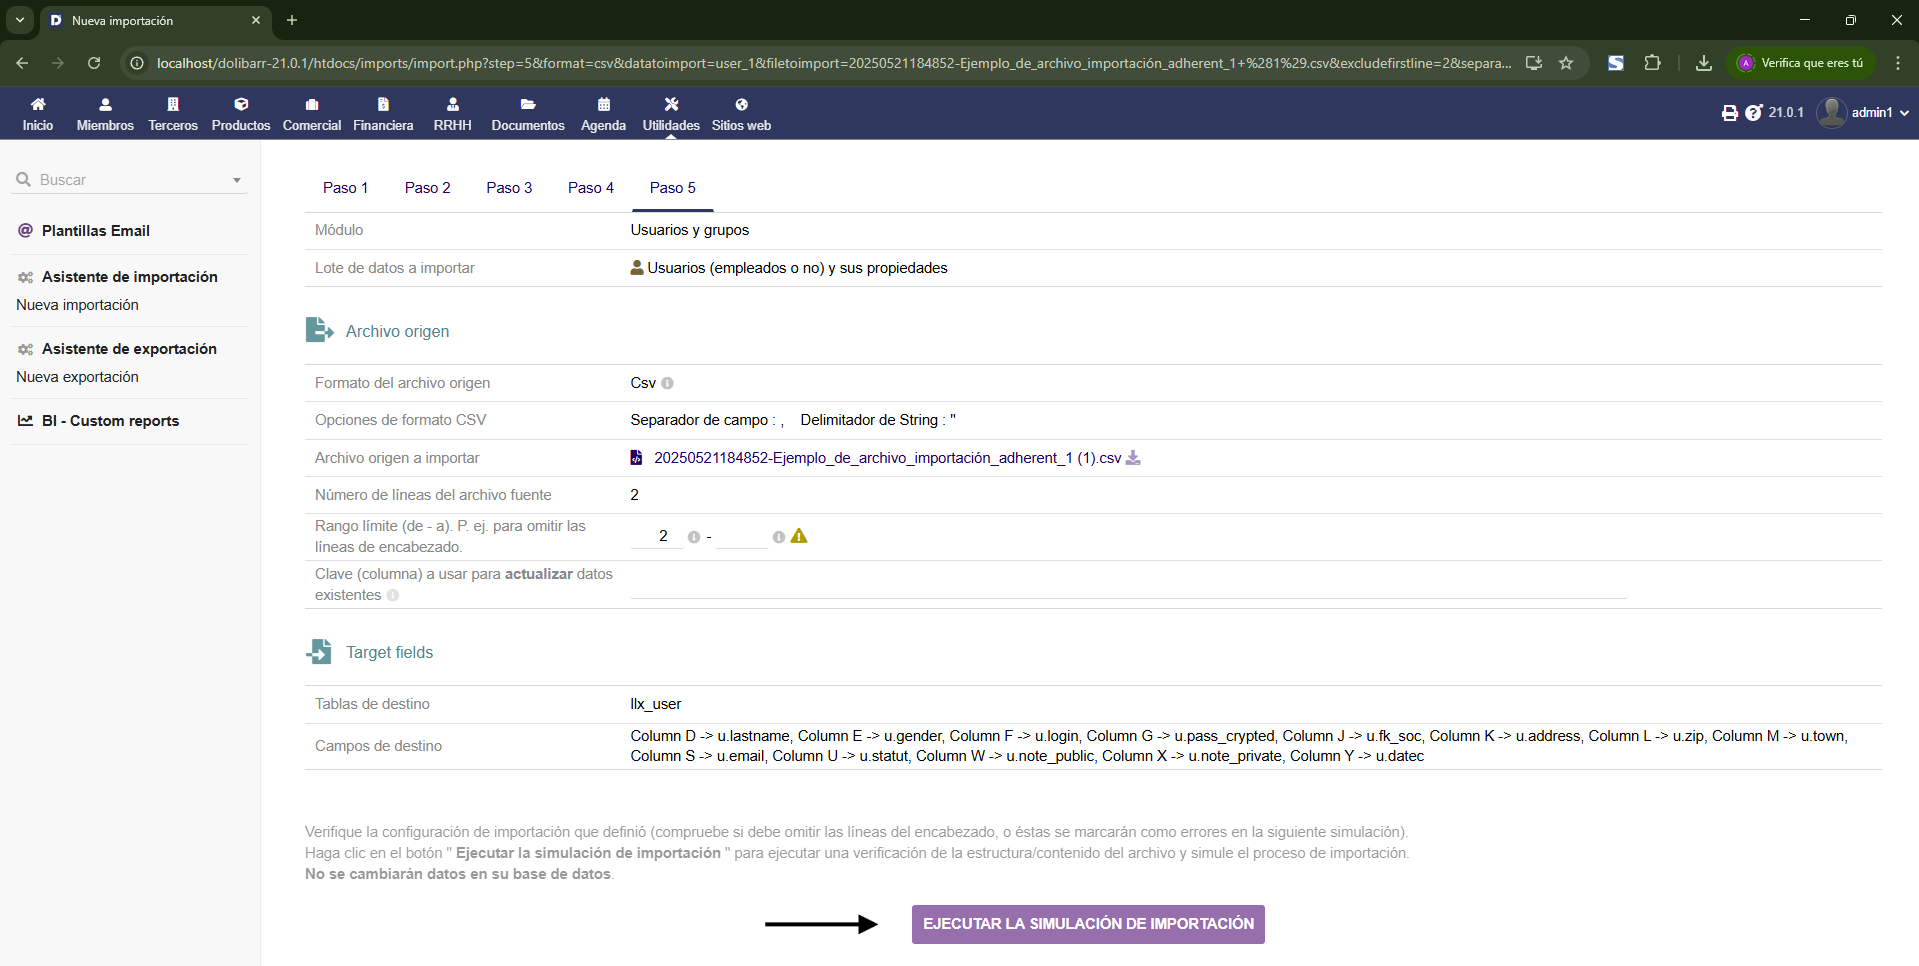 Nueva importación
localhost/dolibarr-21.0.1/htdocs/imports/import.php?step=5&format=csv&datatoimport=user_1&filetoimport=20250521184852-Ejemplo_de_archivo_importación_adherent_1+%281%29.csv&excludefirstline=2&separa...
Verifica que eres tú
Inicio Miembros Terceros Productos Comercial Financiera RRHH Documentos Agenda Utilidades Sitios web
21.0.1 admin1
Buscar
Plantillas Email
Asistente de importación
Nueva importación
Asistente de exportación
Nueva exportación
BI - Custom reports
Paso 1 Paso 2 Paso 3 Paso 4 Paso 5
Módulo Usuarios y grupos
Lote de datos a importar Usuarios (empleados o no) y sus propiedades
Archivo origen
Formato del archivo origen Csv
Opciones de formato CSV Separador de campo : , Delimitador de String : "
Archivo origen a importar 20250521184852-Ejemplo_de_archivo_importación_adherent_1 (1).csv
Número de líneas del archivo fuente 2
Rango límite (de - a). P. ej. para omitir las
líneas de encabezado. 2 -
Clave (columna) a usar para actualizar datos
existentes
Target fields
Tablas de destino llx_user
Campos de destino Column D -> u.lastname, Column E -> u.gender, Column F -> u.login, Column G -> u.pass_crypted, Column J -> u.fk_soc, Column K -> u.address, Column L -> u.zip, Column M -> u.town,
Column S -> u.email, Column U -> u.statut, Column W -> u.note_public, Column X -> u.note_private, Column Y -> u.datec
Verifique la configuración de importación que definió (compruebe si debe omitir las líneas del encabezado, o éstas se marcarán como errores en la siguiente simulación).
Haga clic en el botón " Ejecutar la simulación de importación " para ejecutar una verificación de la estructura/contenido del archivo y simule el proceso de importación.
No se cambiarán datos en su base de datos.
EJECUTAR LA SIMULACIÓN DE IMPORTACIÓN